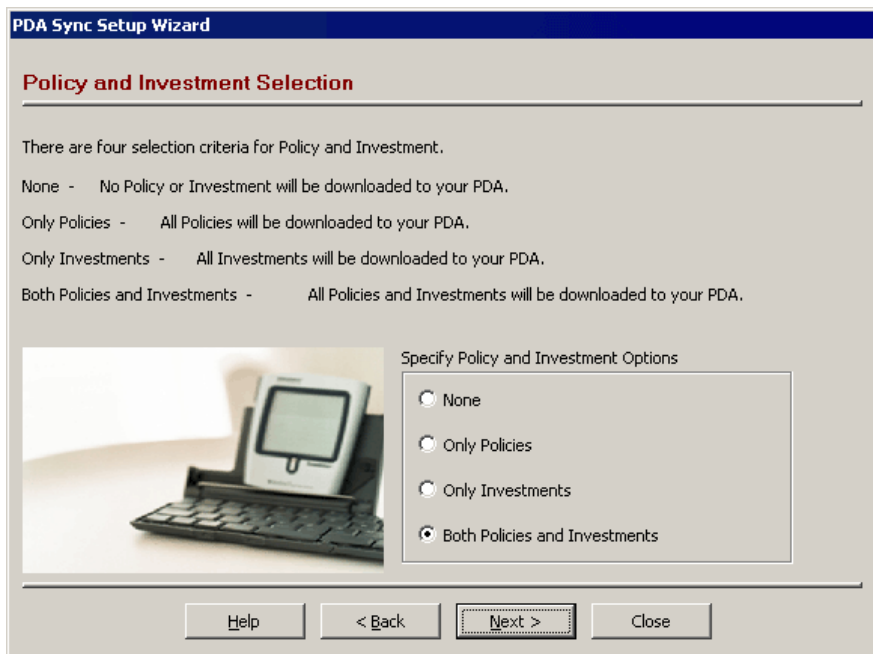 PDA Sync Setup Wizard
Policy and Investment Selection
There are four selection criteria for Policy and Investment.
None - No Policy or Investment will be downloaded to your PDA.
Only Policies - All Policies will be downloaded to your PDA.
Only Investments - All Investments will be downloaded to your PDA.
Both Policies and Investments - All Policies and Investments will be downloaded to your PDA.
Specify Policy and Investment Options
None
Only Policies
Only Investments
Both Policies and Investments
Help
< Back
Next >
Close